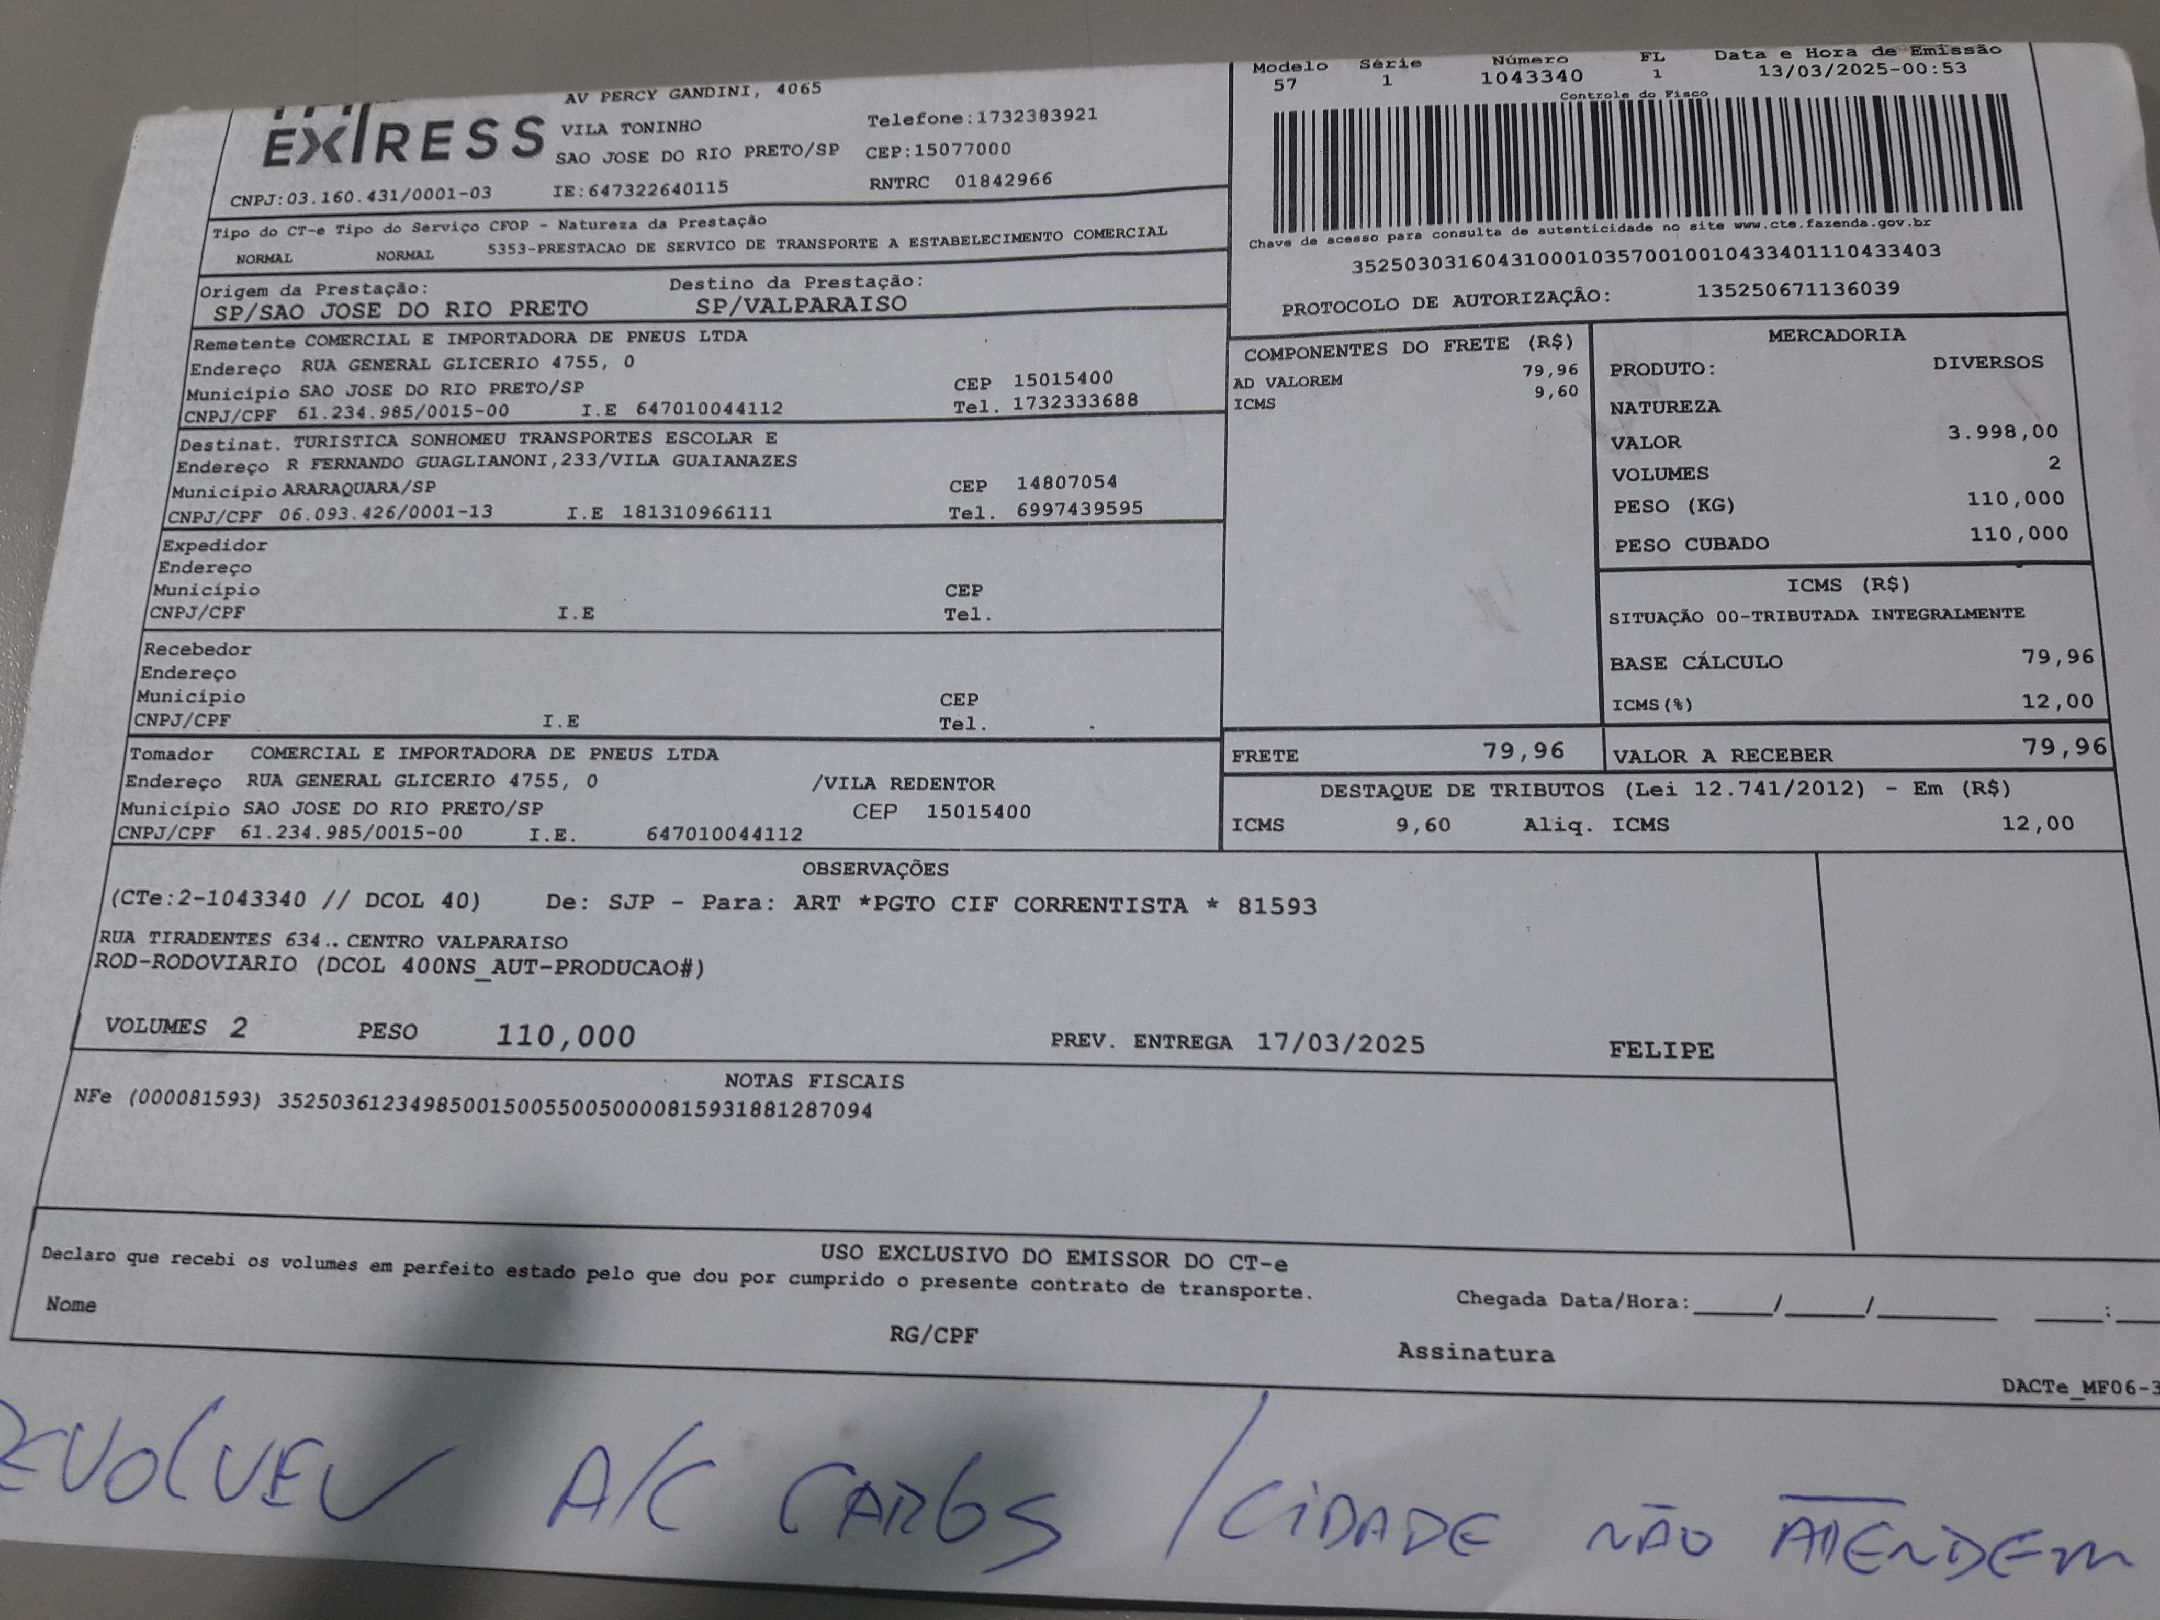 EXPRESS
AV PERCY GANDINI, 4065
VILA TONINHO Telefone:1732383921
SAO JOSE DO RIO PRETO/SP CEP:15077000
CNPJ:03.160.431/0001-03 IE:647322640115 RNTRC 01842966
Modelo Série Número FL Data e Hora de Emissão
57 1 1043340 1 13/03/2025-00:53
Controle do Fisco
Chave de acesso para consulta de autenticidade no site www.cte.fazenda.gov.br
35250303160431000103570010010433401110433403
PROTOCOLO DE AUTORIZAÇÃO: 135250671136039
Tipo do CT-e Tipo do Serviço CFOP - Natureza da Prestação
NORMAL NORMAL 5353-PRESTACAO DE SERVICO DE TRANSPORTE A ESTABELECIMENTO COMERCIAL
Origem da Prestação: Destino da Prestação:
SP/SAO JOSE DO RIO PRETO SP/VALPARAISO
Remetente COMERCIAL E IMPORTADORA DE PNEUS LTDA
Endereço RUA GENERAL GLICERIO 4755, 0
Município SAO JOSE DO RIO PRETO/SP CEP 15015400
CNPJ/CPF 61.234.985/0015-00 I.E 647010044112 Tel. 1732333688
Destinat. TURISTICA SONHOMEU TRANSPORTES ESCOLAR E
Endereço R FERNANDO GUAGLIANONI,233/VILA GUAIANAZES
Município ARARAQUARA/SP CEP 14807054
CNPJ/CPF 06.093.426/0001-13 I.E 181310966111 Tel. 6997439595
Expedidor
Endereço
Município CEP
CNPJ/CPF I.E Tel.
Recebedor
Endereço
Município CEP
CNPJ/CPF I.E Tel.
Tomador COMERCIAL E IMPORTADORA DE PNEUS LTDA
Endereço RUA GENERAL GLICERIO 4755, 0 /VILA REDENTOR
Município SAO JOSE DO RIO PRETO/SP CEP 15015400
CNPJ/CPF 61.234.985/0015-00 I.E. 647010044112
COMPONENTES DO FRETE (R$)
AD VALOREM 79,96
ICMS 9,60
MERCADORIA
PRODUTO: DIVERSOS
NATUREZA
VALOR 3.998,00
VOLUMES 2
PESO (KG) 110,000
PESO CUBADO 110,000
ICMS (R$)
SITUAÇÃO 00-TRIBUTADA INTEGRALMENTE
BASE CÁLCULO 79,96
ICMS(%) 12,00
FRETE 79,96 VALOR A RECEBER 79,96
DESTAQUE DE TRIBUTOS (Lei 12.741/2012) - Em (R$)
ICMS 9,60 Aliq. ICMS 12,00
OBSERVAÇÕES
(CTe:2-1043340 // DCOL 40) De: SJP - Para: ART *PGTO CIF CORRENTISTA * 81593
RUA TIRADENTES 634.. CENTRO VALPARAISO
ROD-RODOVIARIO (DCOL 400NS_AUT-PRODUCAO#)
VOLUMES 2 PESO 110,000 PREV. ENTREGA 17/03/2025 FELIPE
NOTAS FISCAIS
NFe (000081593) 35250361234985001500550050000815931881287094
USO EXCLUSIVO DO EMISSOR DO CT-e
Declaro que recebi os volumes em perfeito estado pelo que dou por cumprido o presente contrato de transporte.
Nome RG/CPF Assinatura Chegada Data/Hora:_____/_____/_______ ____:
DACTe_MF06-3
DEVOLVEU A/C CARLOS / CIDADE NÃO ATENDEM